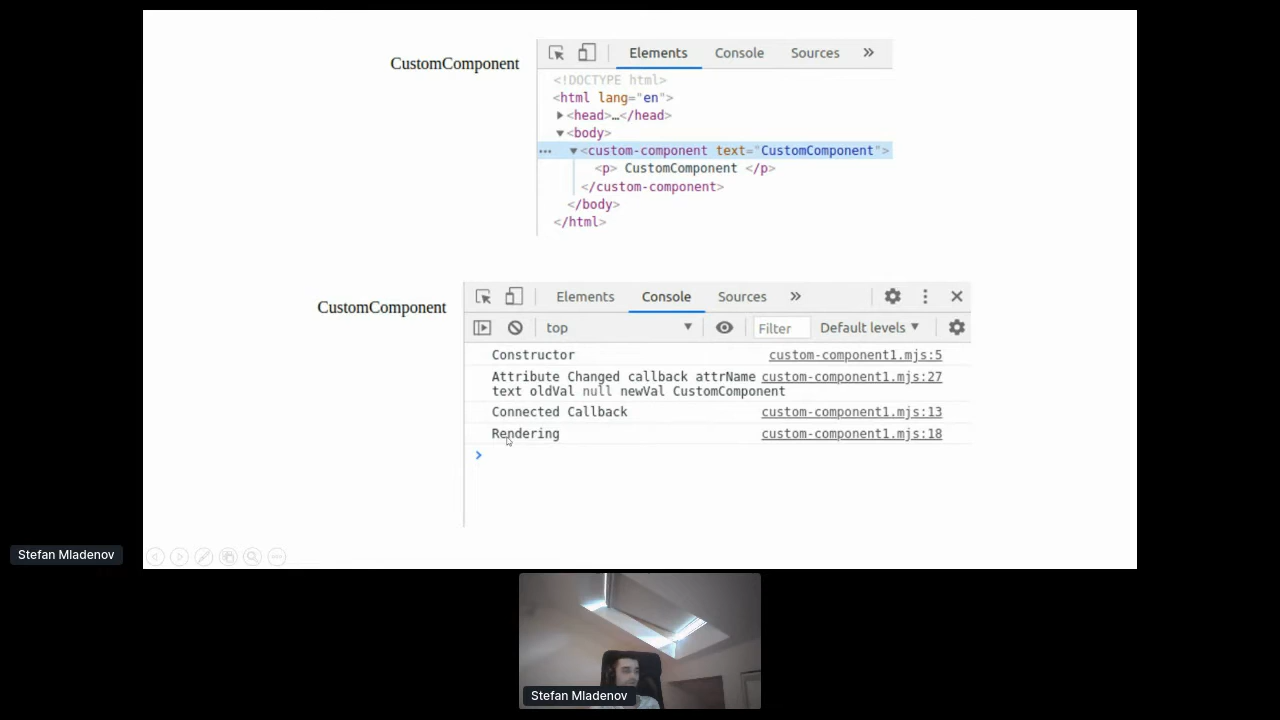 CustomComponent
Elements Console Sources »
<!DOCTYPE html>
<html lang="en">
<head>…</head>
<body>
<custom-component text="CustomComponent">
<p> CustomComponent </p>
</custom-component>
</body>
</html>
CustomComponent
Elements Console Sources »
top Filter Default levels
Constructor custom-component1.mjs:5
Attribute Changed callback attrName custom-component1.mjs:27
text oldVal null newVal CustomComponent
Connected Callback custom-component1.mjs:13
Rendering custom-component1.mjs:18
Stefan Mladenov
Stefan Mladenov